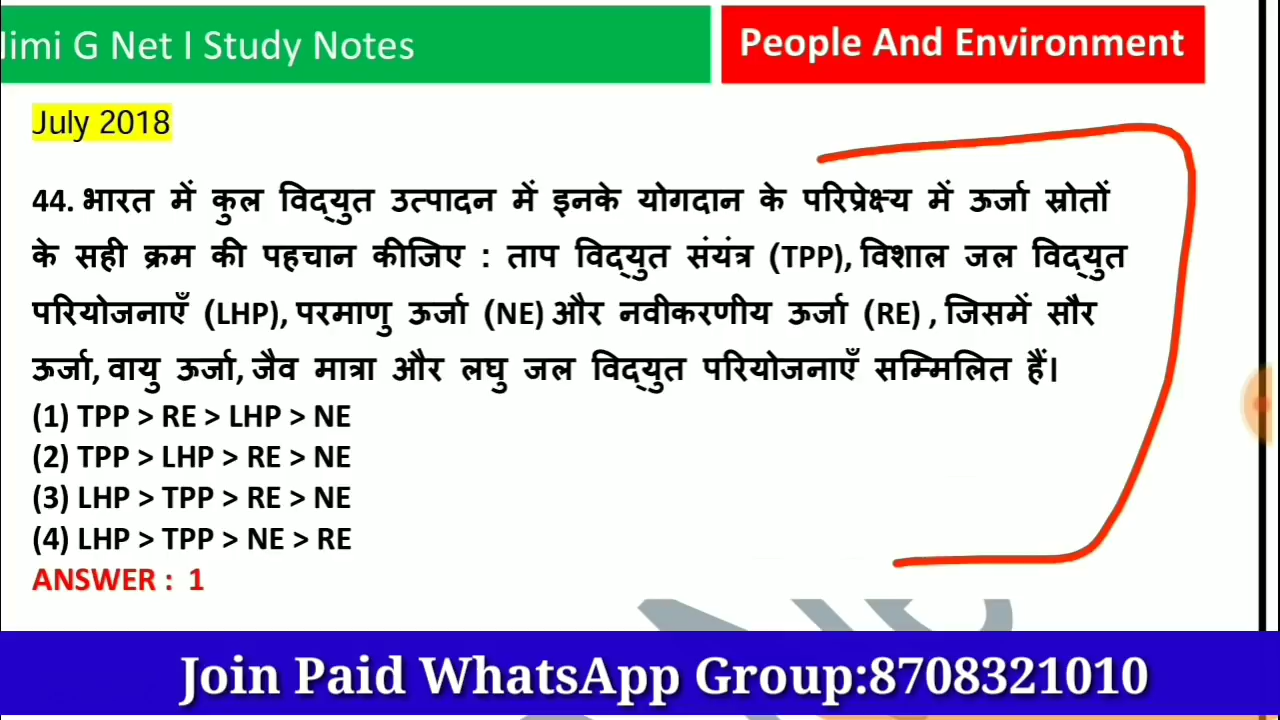 limi G Net I Study Notes
People And Environment
July 2018
44. भारत में कुल विद्युत उत्पादन में इनके योगदान के परिप्रेक्ष्य में ऊर्जा स्रोतों
के सही क्रम की पहचान कीजिए : ताप विद्युत संयंत्र (TPP), विशाल जल विद्युत
परियोजनाएँ (LHP), परमाणु ऊर्जा (NE) और नवीकरणीय ऊर्जा (RE) , जिसमें सौर
ऊर्जा, वायु ऊर्जा, जैव मात्रा और लघु जल विद्युत परियोजनाएँ सम्मिलित हैं।
(1) TPP > RE > LHP > NE
(2) TPP > LHP > RE > NE
(3) LHP > TPP > RE > NE
(4) LHP > TPP > NE > RE
ANSWER : 1
Join Paid WhatsApp Group:8708321010